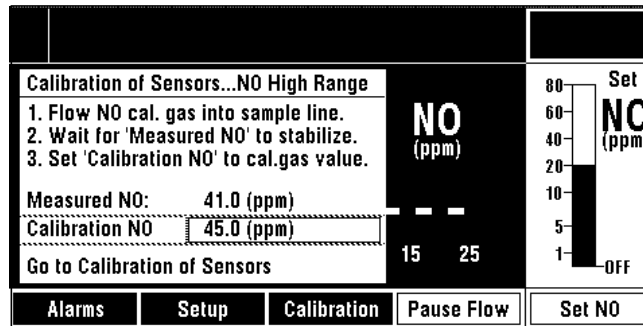 Calibration of Sensors...NO High Range
1. Flow NO cal. gas into sample line.
2. Wait for 'Measured NO' to stabilize.
3. Set 'Calibration NO' to cal.gas value.
Measured NO: 41.0 (ppm)
Calibration NO 45.0 (ppm)
Go to Calibration of Sensors
NO
(ppm)
15 25
Set
NO
(ppm
80
60
40
20
10
5
1
OFF
Alarms Setup Calibration Pause Flow Set NO